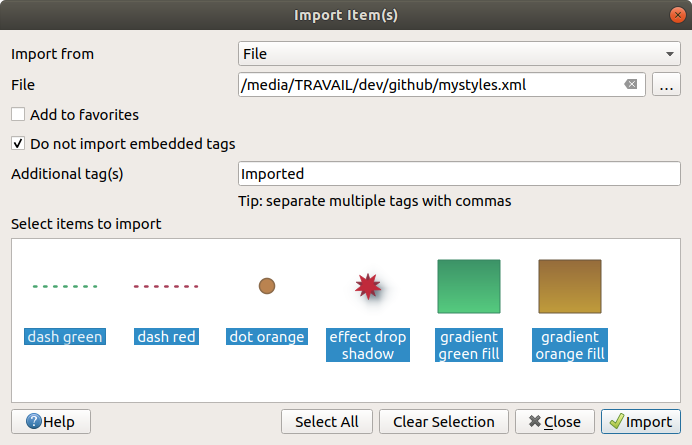 Import Item(s)
Import from
File
File
/media/TRAVAIL/dev/github/mystyles.xml
...
Add to favorites
Do not import embedded tags
Additional tag(s)
Imported
Tip: separate multiple tags with commas
Select items to import
dash green
dash red
dot orange
effect drop
shadow
gradient
green fill
gradient
orange fill
Help
Select All
Clear Selection
Close
Import